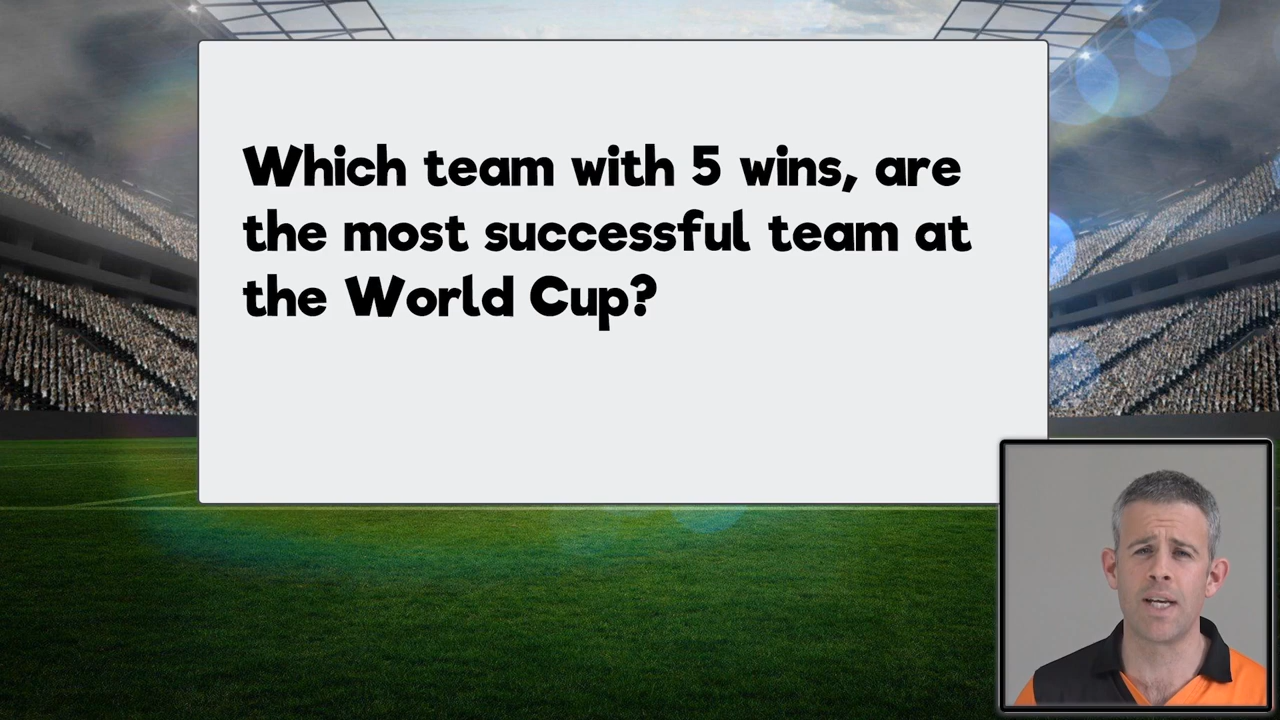 Which team with 5 wins, are
the most successful team at
the World Cup?